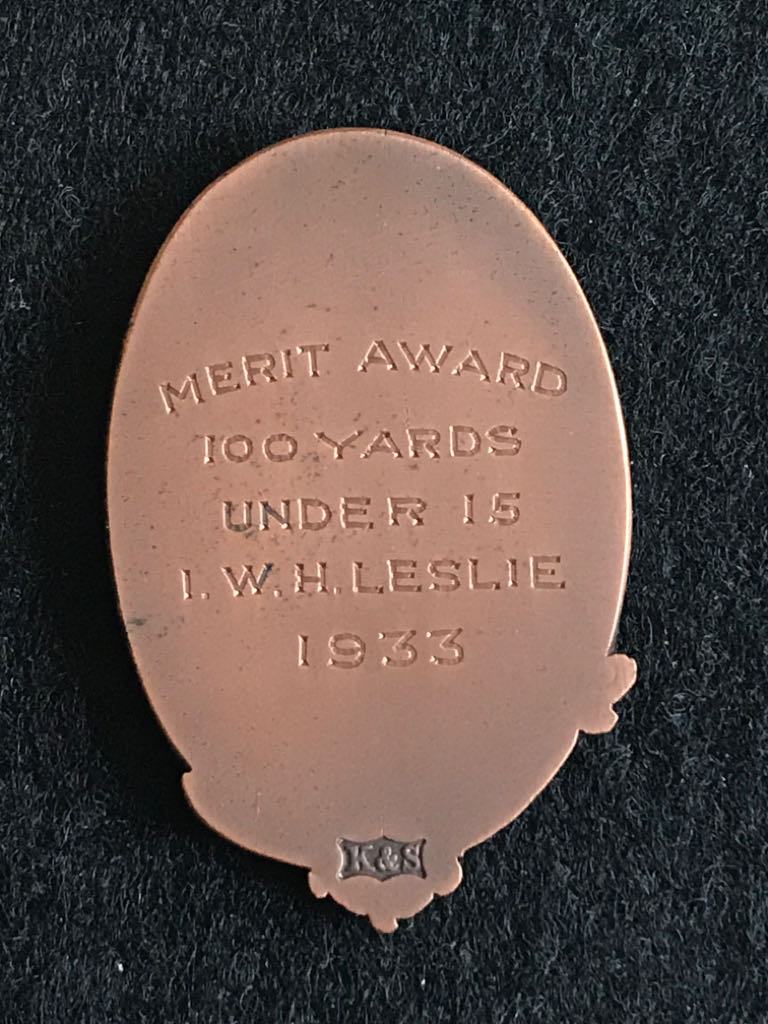 MERIT AWARD
100 YARDS
UNDER 15
I. W. H. LESLIE
1933
K&S